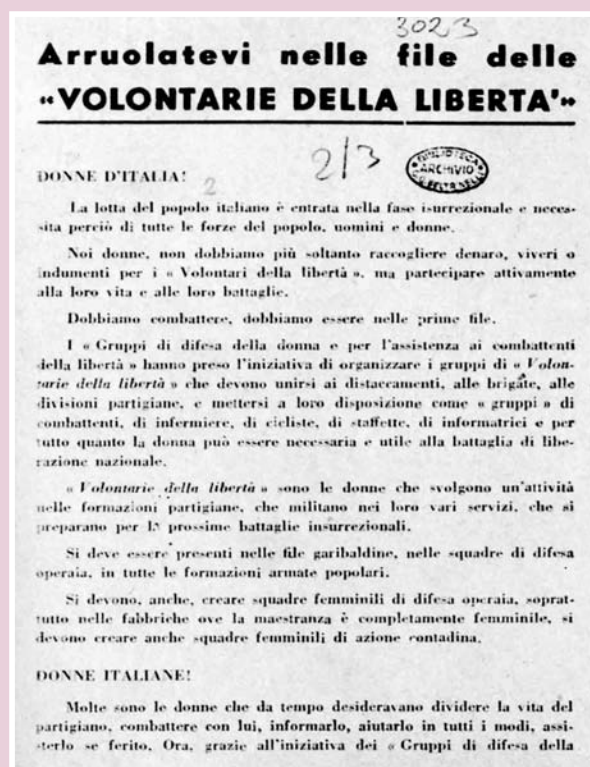 3023
Arruolatevi nelle file delle
«VOLONTARIE DELLA LIBERTA'»
2/3
ARCHIVIO
DONNE D'ITALIA!
2
La lotta del popolo italiano è entrata nella fase isurrezionale e neces-
sita perciò di tutte le forze del popolo, uomini e donne.
Noi donne, non dobbiamo più soltanto raccogliere denaro, viveri o
indumenti per i « Volontari della libertà », ma partecipare attivamente
alla loro vita e alle loro battaglie.
Dobbiamo combattere, dobbiamo essere nelle prime file.
I « Gruppi di difesa della donna e per l'assistenza ai combattenti
della libertà » hanno preso l'iniziativa di organizzare i gruppi di « Volon-
tarie della libertà » che devono unirsi ai distaccamenti, alle brigate, alle
divisioni partigiane, e mettersi a loro disposizione come « gruppi » di
combattenti, di infermiere, di cicliste, di staffette, di informatrici e per
tutto quanto la donna può essere necessaria e utile alla battaglia di libe-
razione nazionale.
« Volontarie della libertà » sono le donne che svolgono un'attività
nelle formazioni partigiane, che militano nei loro vari servizi, che si
preparano per le prossime battaglie insurrezionali.
Si deve essere presenti nelle file garibaldine, nelle squadre di difesa
operaia, in tutte le formazioni armate popolari.
Si devono, anche, creare squadre femminili di difesa operaia, soprat-
tutto nelle fabbriche ove la maestranza è completamente femminile, si
devono creare anche squadre femminili di azione contadina.
DONNE ITALIANE!
Molte sono le donne che da tempo desideravano dividere la vita del
partigiano, combattere con lui, informarlo, aiutarlo in tutti i modi, assi-
sterlo se ferito. Ora, grazie all'iniziativa dei « Gruppi di difesa della